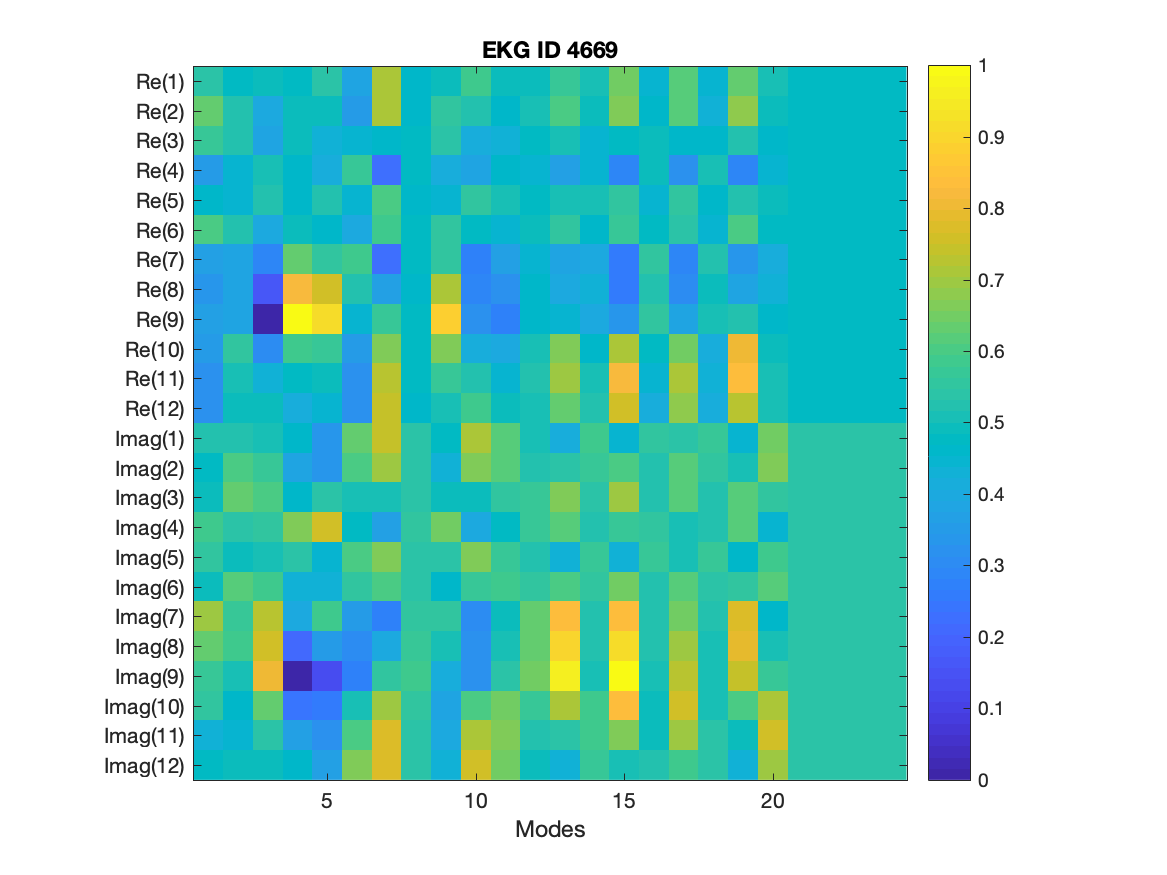 EKG ID 4669
Re(1)
Re(2)
Re(3)
Re(4)
Re(5)
Re(6)
Re(7)
Re(8)
Re(9)
Re(10)
Re(11)
Re(12)
Imag(1)
Imag(2)
Imag(3)
Imag(4)
Imag(5)
Imag(6)
Imag(7)
Imag(8)
Imag(9)
Imag(10)
Imag(11)
Imag(12)
5 10 15 20
Modes
1
0.9
0.8
0.7
0.6
0.5
0.4
0.3
0.2
0.1
0